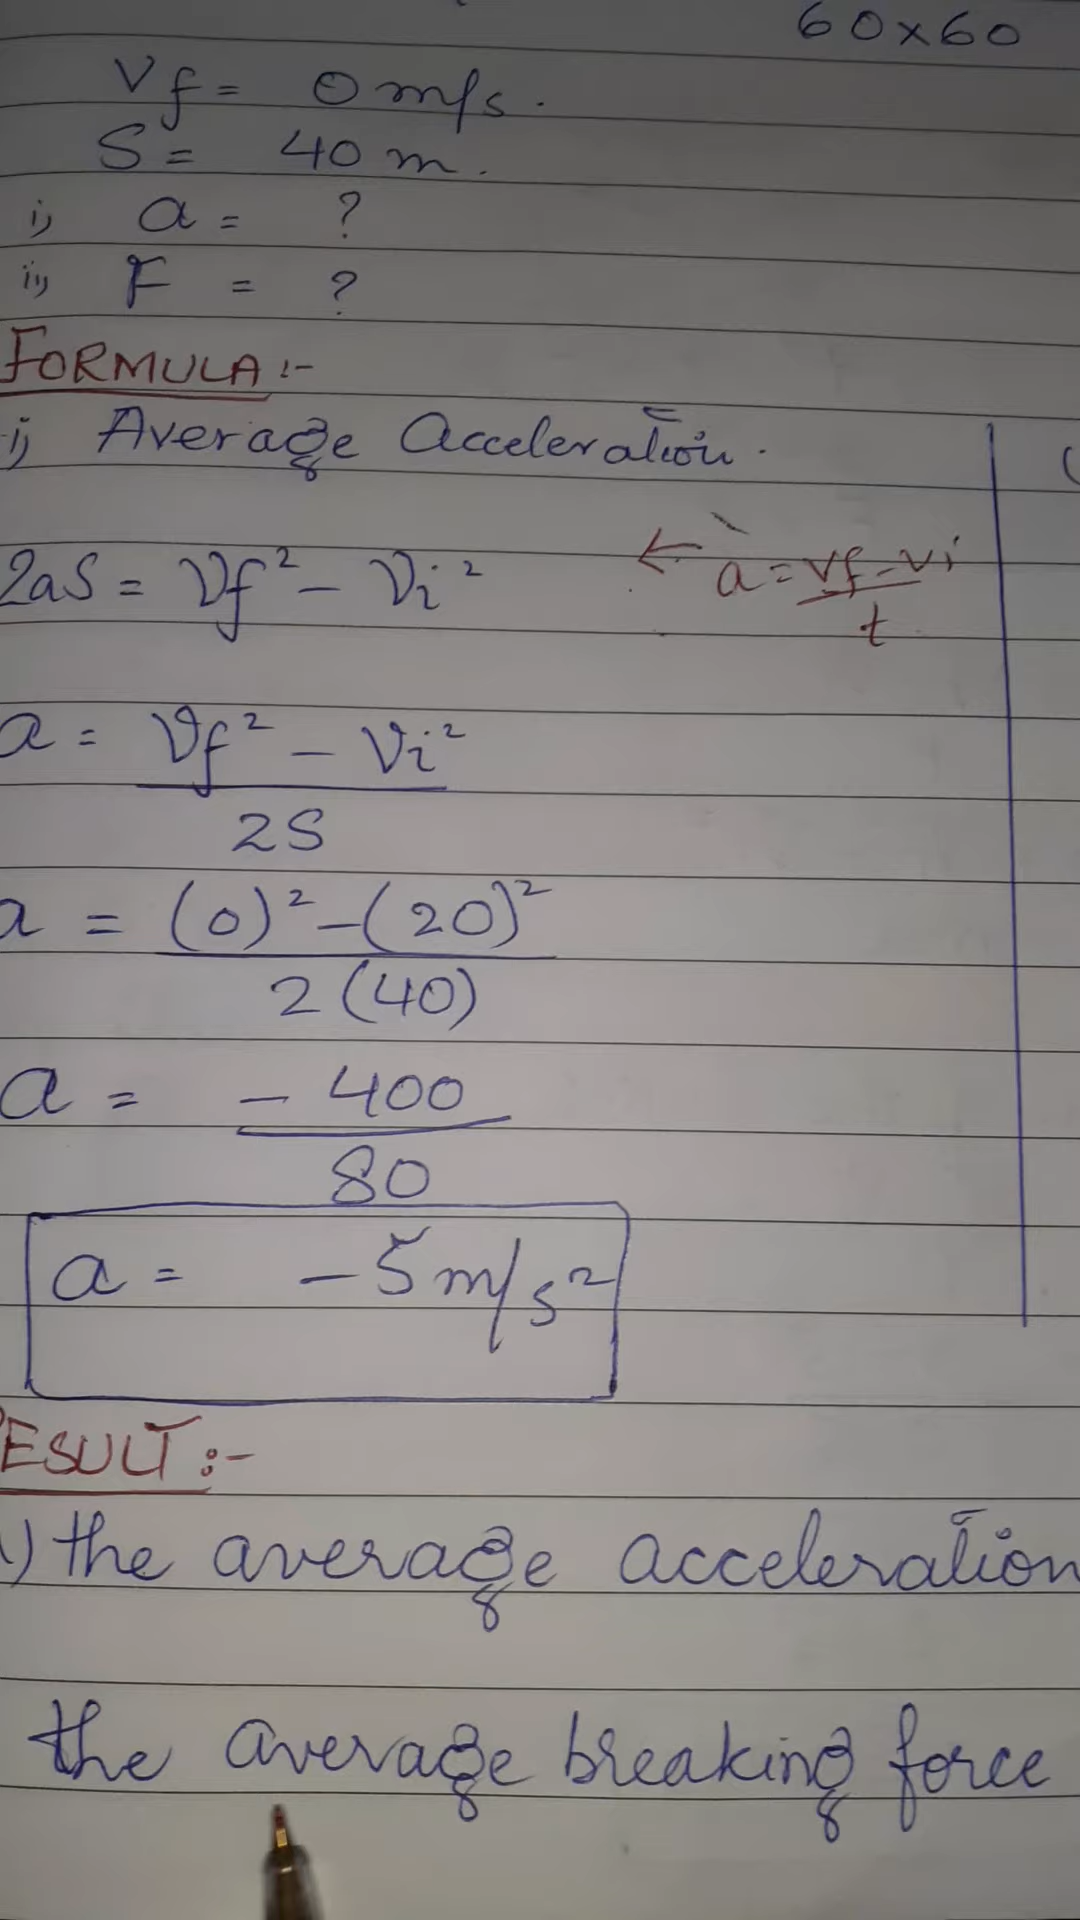 60×60
Vf = 0 m/s.
S = 40 m.
i) a = ?
ii) F = ?
FORMULA :-
i) Average Acceleration.
2aS = Vf² - Vi²
← a = Vf - Vi
t
a = Vf² - Vi²
2S
a = (0)² - (20)²
2 (40)
a = - 400
80
a = - 5 m/s²
ESULT :-
) the average acceleration
the average breaking force